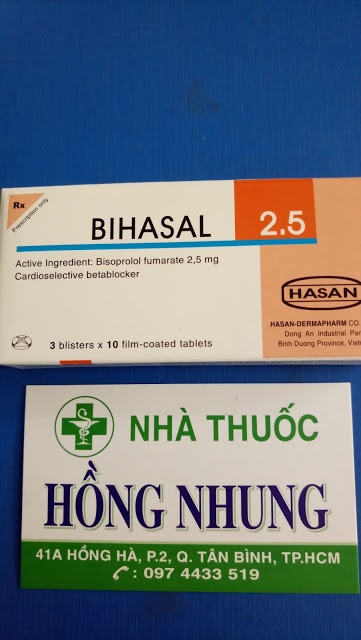 Rx
Prescription only
BIHASAL 2.5
Active Ingredient: Bisoprolol fumarate 2,5 mg
Cardioselective betablocker
HASAN
HASAN-DERMAPHARM CO.
Dong An Industrial Par
Binh Duong Province, Viet
3 blisters x 10 film-coated tablets
NHÀ THUỐC
HỒNG NHUNG
41A HỒNG HÀ, P.2, Q. TÂN BÌNH, TP.HCM
: 097 4433 519